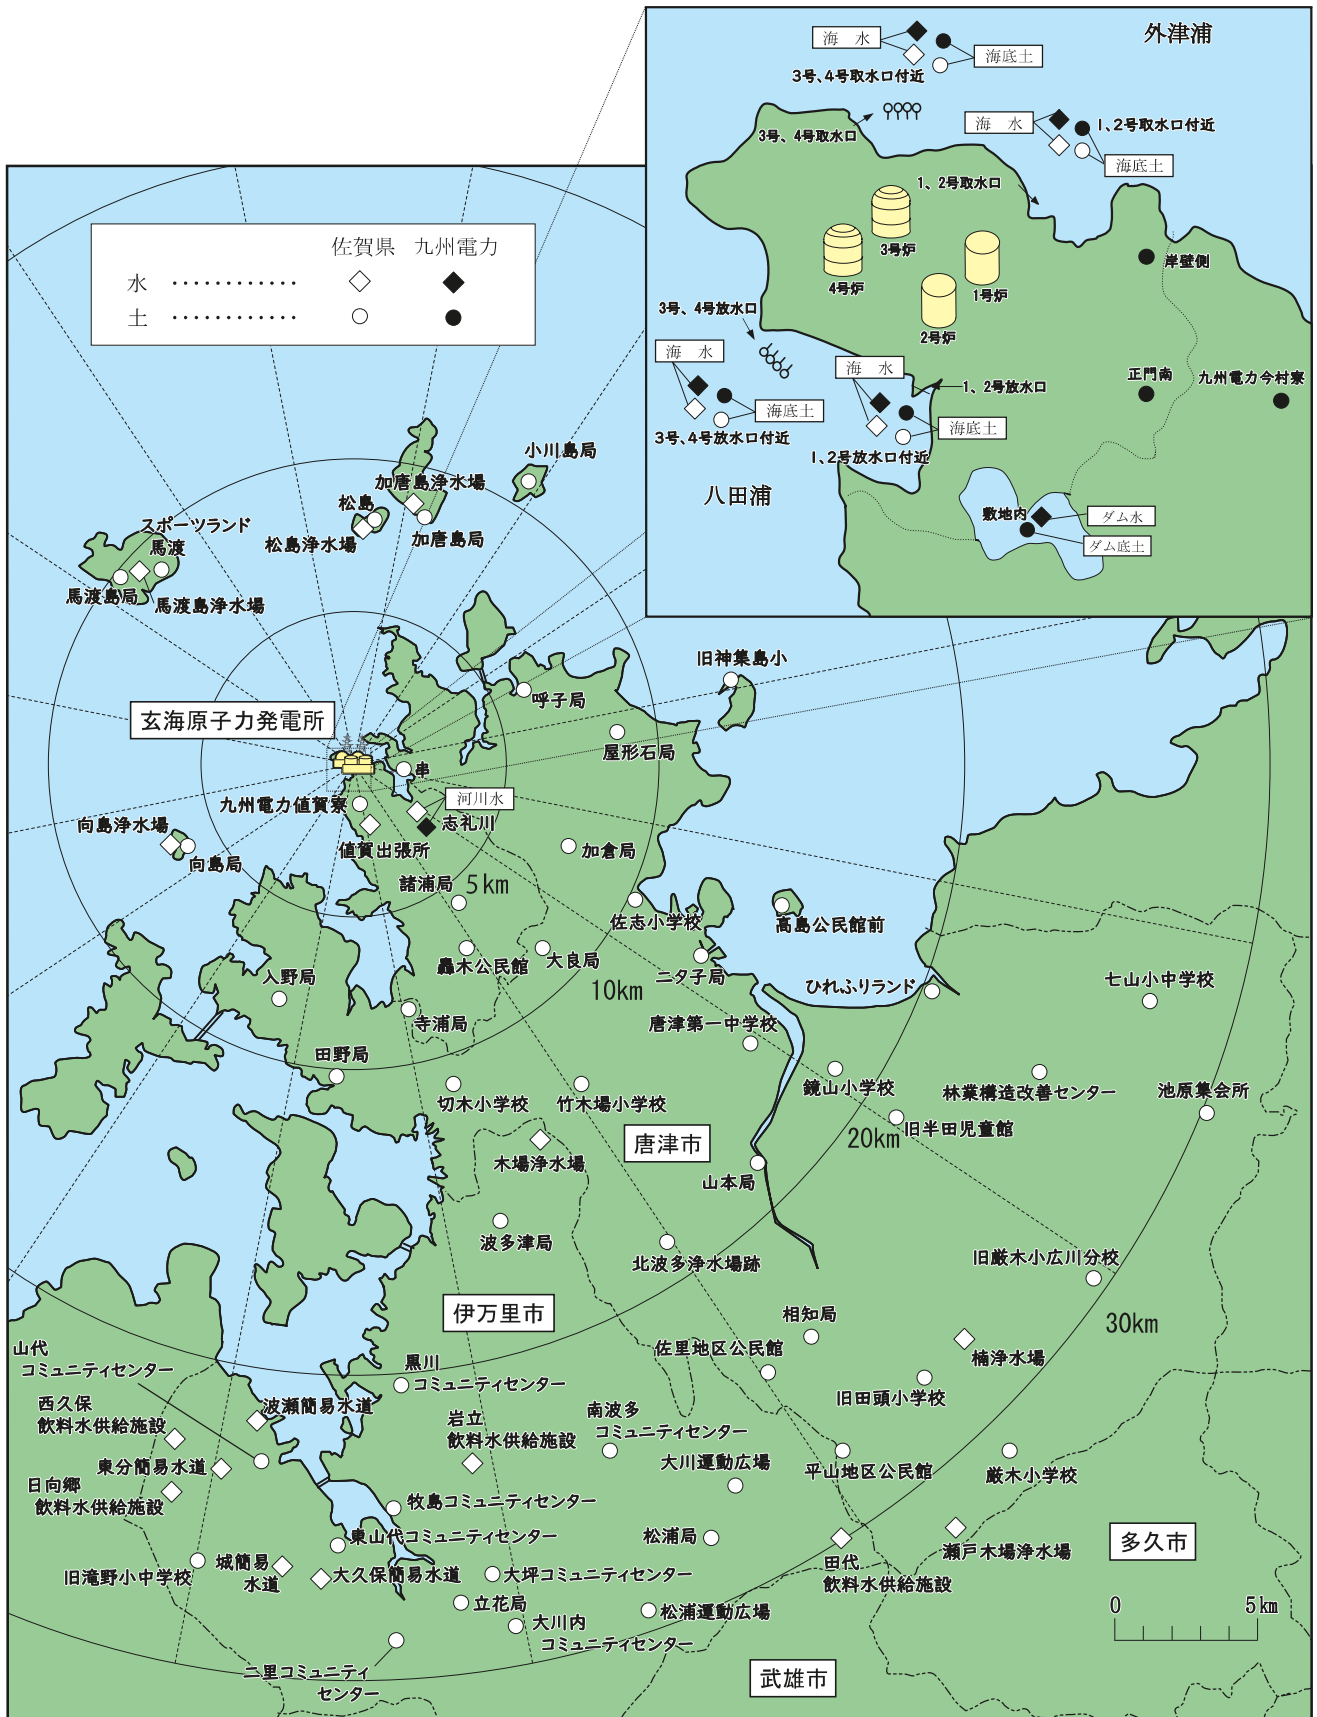 外津浦
海 水
海底土
3号、4号取水口付近
海 水
1、2号取水口付近
海底土
3号、4号取水口
1、2号取水口
3号炉
4号炉
1号炉
2号炉
岸壁側
3号、4号放水口
海 水
海底土
3号、4号放水口付近
海 水
1、2号放水口
海底土
1、2号放水口付近
正門南
九州電力今村寮
八田浦
敷地内
ダム水
ダム底土
佐賀県 九州電力
水 …………
土 …………
小川島局
加唐島浄水場
松島
加唐島局
松島浄水場
スポーツランド
馬渡
馬渡島局
馬渡島浄水場
旧神集島小
呼子局
屋形石局
玄海原子力発電所
串
九州電力値賀寮
河川水
志礼川
値賀出張所
向島浄水場
向島局
加倉局
諸浦局
5km
佐志小学校
高島公民館前
轟木公民館
大良局
二タ子局
ひれふりランド
七山小中学校
入野局
10km
寺浦局
唐津第一中学校
田野局
切木小学校
竹木場小学校
鏡山小学校
林業構造改善センター
池原集会所
旧半田児童館
20km
唐津市
木場浄水場
山本局
波多津局
北波多浄水場跡
旧厳木小広川分校
伊万里市
相知局
30km
楠浄水場
佐里地区公民館
旧田頭小学校
山代
コミュニティセンター
黒川
コミュニティセンター
西久保
飲料水供給施設
波瀬簡易水道
岩立
飲料水供給施設
南波多
コミュニティセンター
東分簡易水道
大川運動広場
平山地区公民館
厳木小学校
日向郷
飲料水供給施設
牧島コミュニティセンター
東山代コミュニティセンター
松浦局
瀬戸木場浄水場
多久市
田代
飲料水供給施設
旧滝野小中学校
城簡易
水道
大久保簡易水道
大坪コミュニティセンター
立花局
松浦運動広場
大川内
コミュニティセンター
二里コミュニティ
センター
武雄市
0 5km